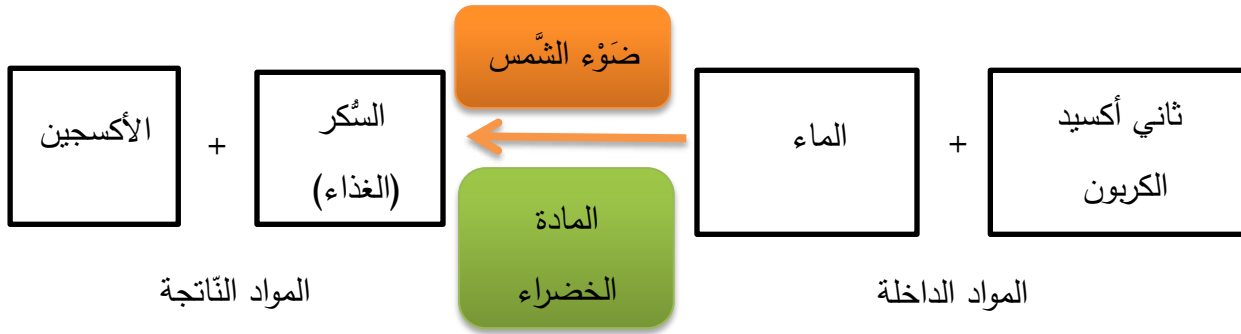 ثاني أكسيد
الكربون
+
الماء
ضَوْء الشَّمس
المادة
الخضراء
السُّكر
(الغذاء)
+
الأكسجين
المواد الداخلة
المواد النّاتجة